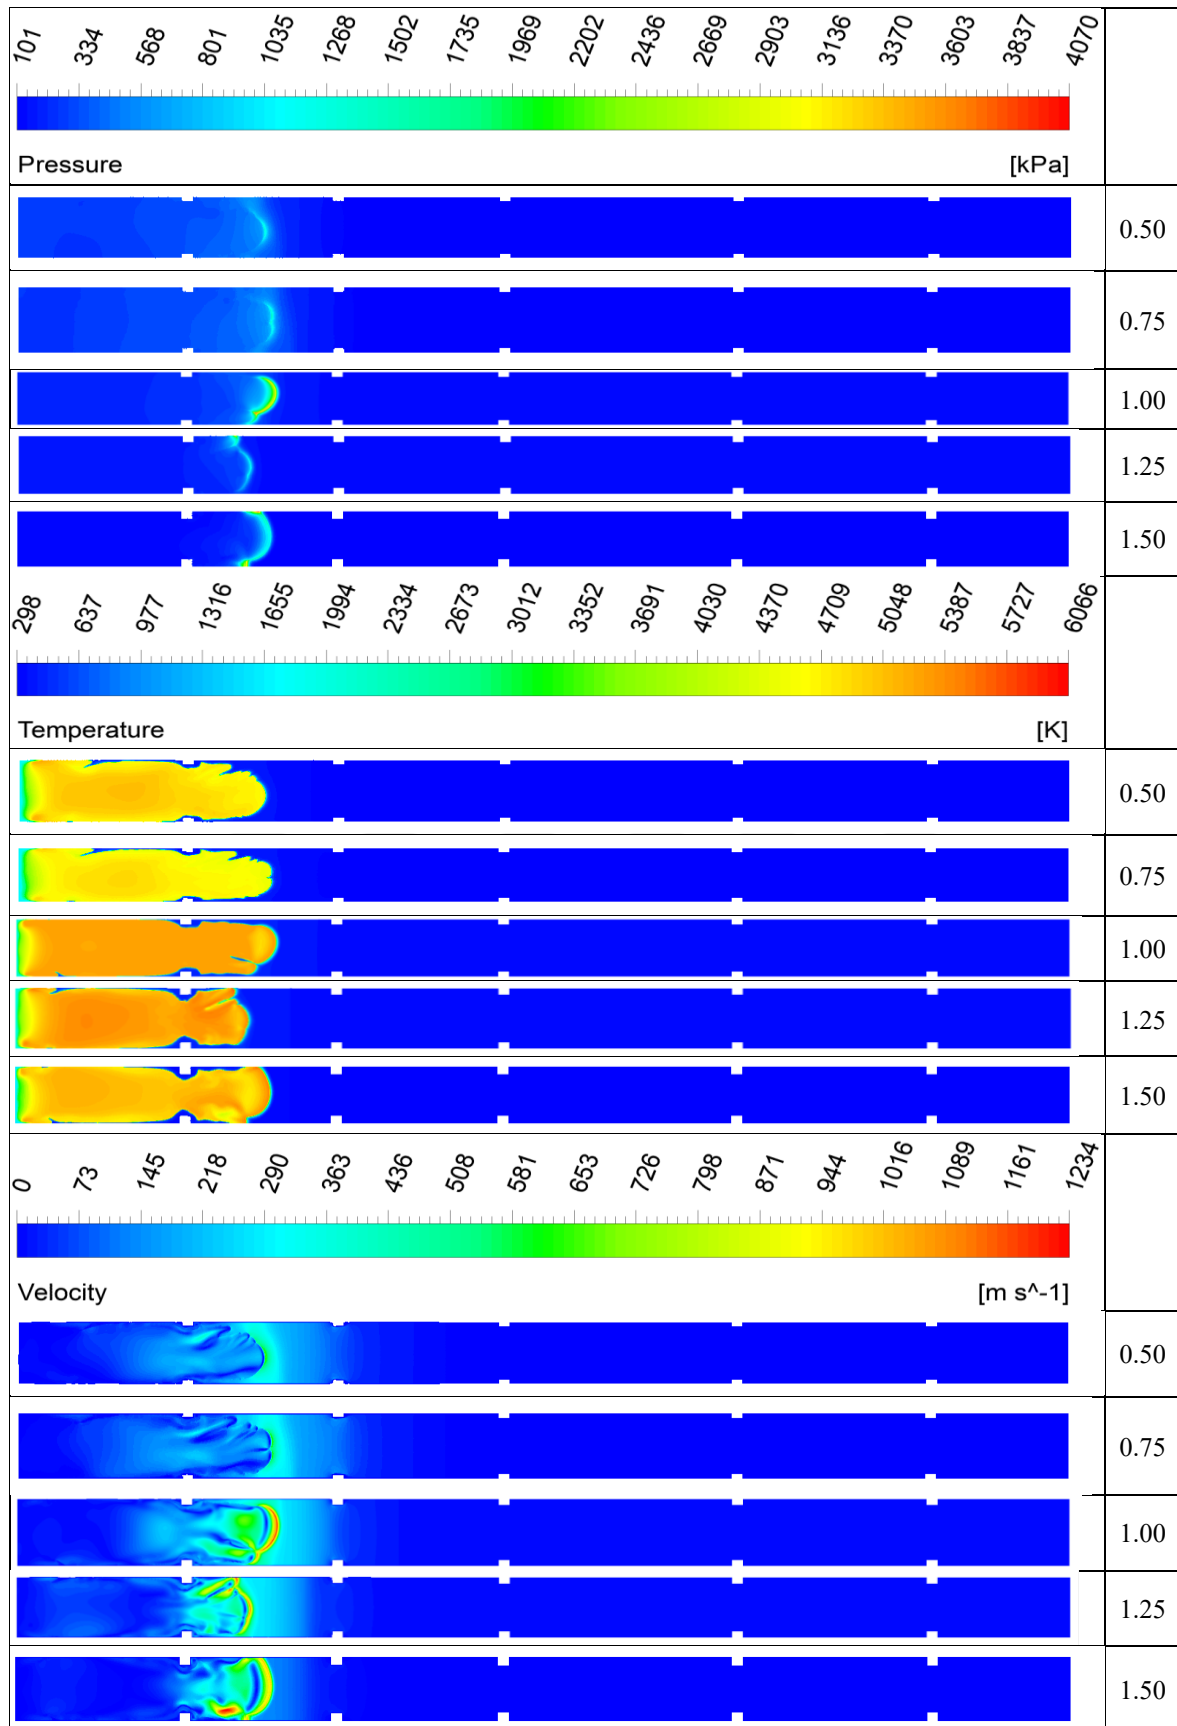 101 334 568 801 1035 1268 1502 1735 1969 2202 2436 2669 2903 3136 3370 3603 3837 4070
Pressure [kPa]
0.50
0.75
1.00
1.25
1.50
298 637 977 1316 1655 1994 2334 2673 3012 3352 3691 4030 4370 4709 5048 5387 5727 6066
Temperature [K]
0.50
0.75
1.00
1.25
1.50
0 73 145 218 290 363 436 508 581 653 726 798 871 944 1016 1089 1161 1234
Velocity [m s^-1]
0.50
0.75
1.00
1.25
1.50